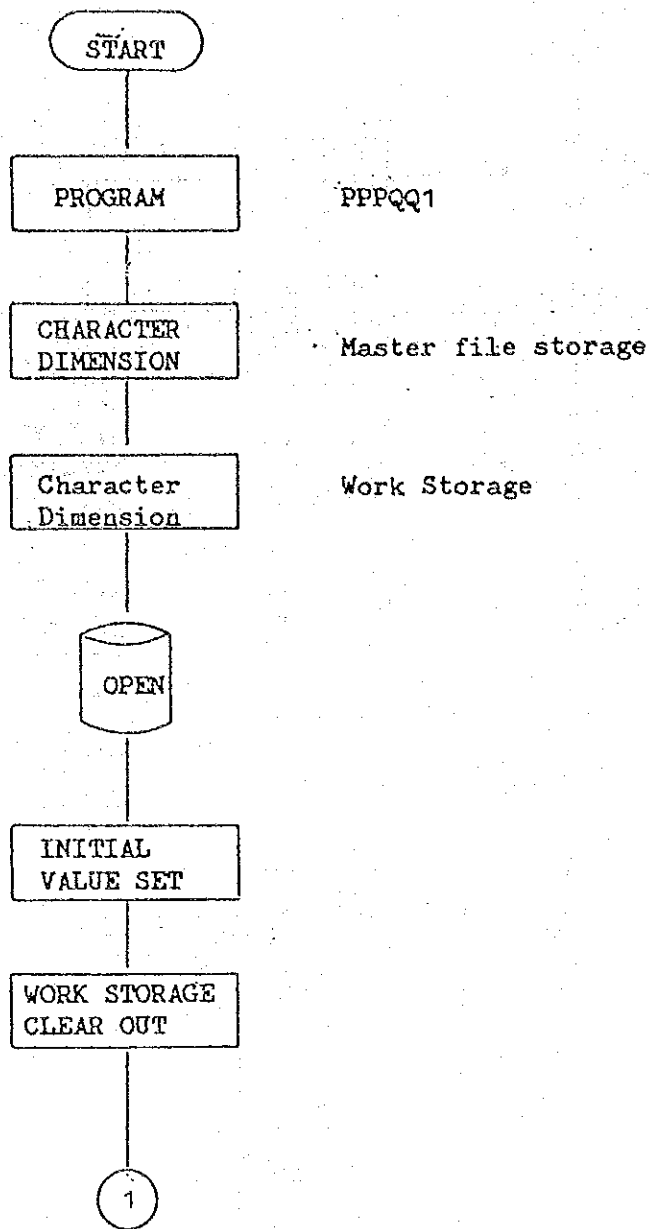 START
PROGRAM
PPPQQ1
CHARACTER
DIMENSION
Master file storage
Character
Dimension
Work Storage
OPEN
INITIAL
VALUE SET
WORK STORAGE
CLEAR OUT
1